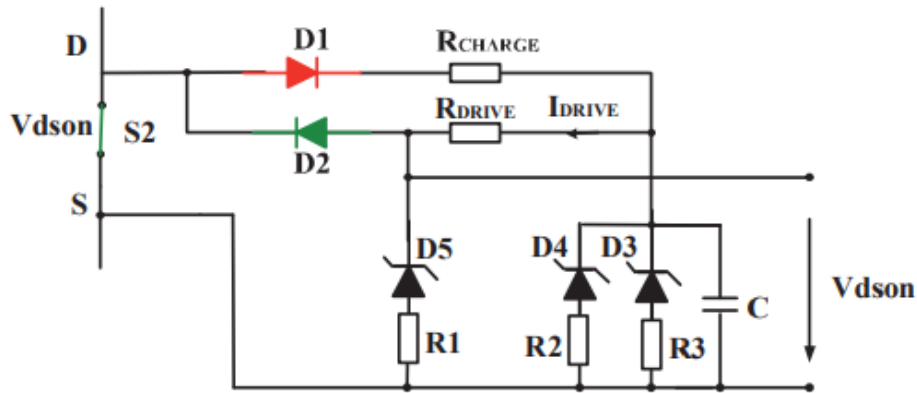 D
D1
RCHARGE
RDRIVE
IDRIVE
Vdson
S2
D2
S
D5
D4
D3
Vdson
R1
R2
R3
C